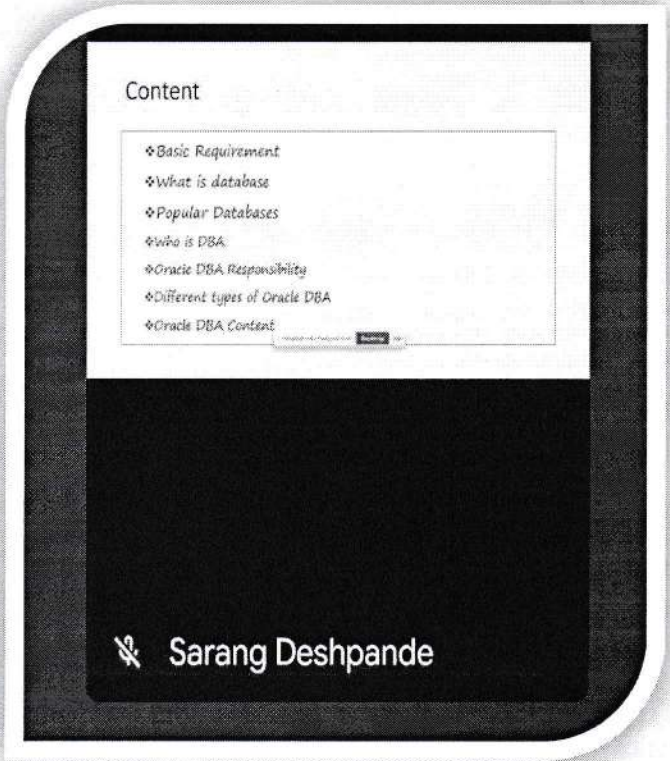 Content
❖Basic Requirement
❖What is database
❖Popular Databases
❖Who is DBA
❖Oracle DBA Responsibility
❖Different types of Oracle DBA
❖Oracle DBA Content
Sarang Deshpande